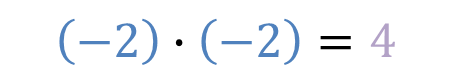 (−2) · (−2) = 4